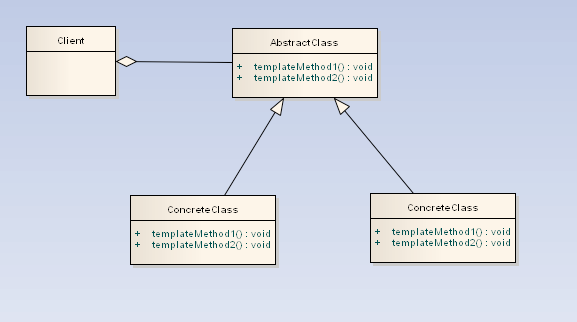 Client
AbstractClass
+ templateMethod1() : void
+ templateMethod2() : void
ConcreteClass
+ templateMethod1() : void
+ templateMethod2() : void
ConcreteClass
+ templateMethod1() : void
+ templateMethod2() : void